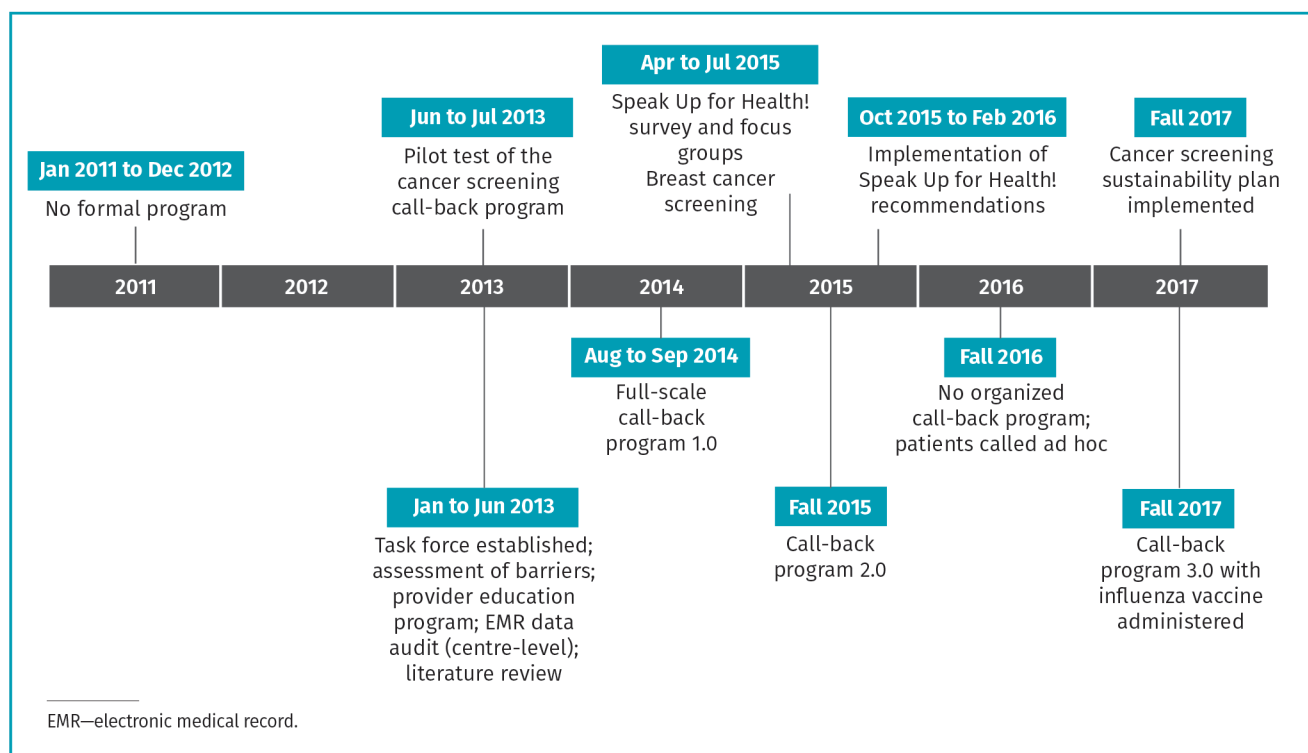 Jan 2011 to Dec 2012
No formal program
Jun to Jul 2013
Pilot test of the
cancer screening
call-back program
Apr to Jul 2015
Speak Up for Health!
survey and focus
groups
Breast cancer
screening
Oct 2015 to Feb 2016
Implementation of
Speak Up for Health!
recommendations
Fall 2017
Cancer screening
sustainability plan
implemented
2011
2012
2013
2014
2015
2016
2017
Jan to Jun 2013
Task force established;
assessment of barriers;
provider education
program; EMR data
audit (centre-level);
literature review
Aug to Sep 2014
Full-scale
call-back
program 1.0
Fall 2015
Call-back
program 2.0
Fall 2016
No organized
call-back program;
patients called ad hoc
Fall 2017
Call-back
program 3.0 with
influenza vaccine
administered
EMR—electronic medical record.